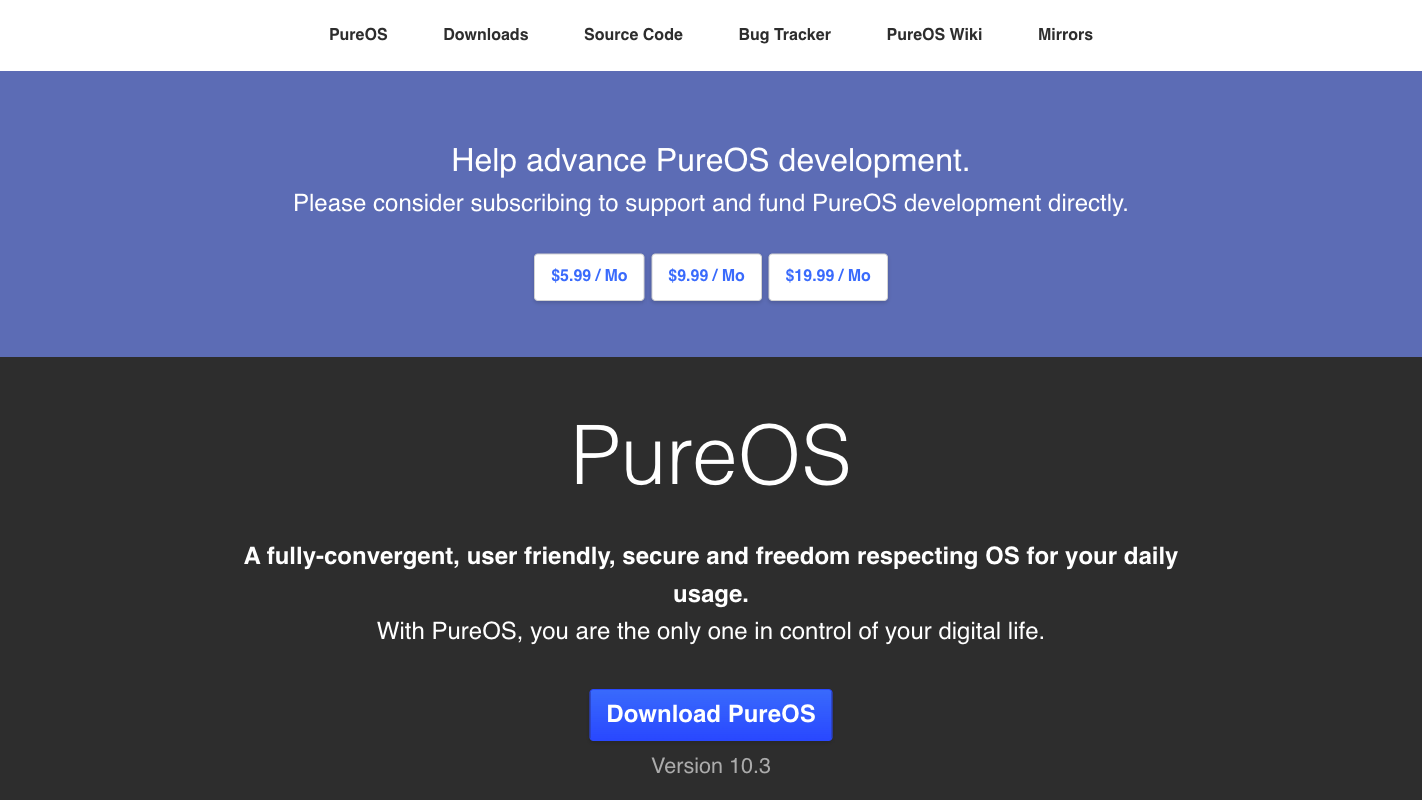 PureOS Downloads Source Code Bug Tracker PureOS Wiki Mirrors
Help advance PureOS development.
Please consider subscribing to support and fund PureOS development directly.
$5.99 / Mo $9.99 / Mo $19.99 / Mo
PureOS
A fully-convergent, user friendly, secure and freedom respecting OS for your daily
usage.
With PureOS, you are the only one in control of your digital life.
Download PureOS
Version 10.3